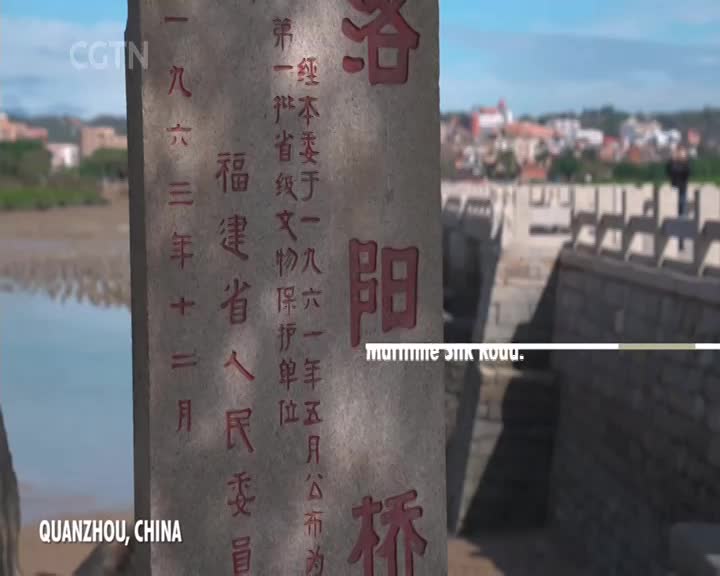 CGTN
洛阳桥
经本委于一九六一年五月公布为
第一批省级文物保护单位
福建省人民委员
一九六三年十二月
Maritime Silk Road.
QUANZHOU, CHINA